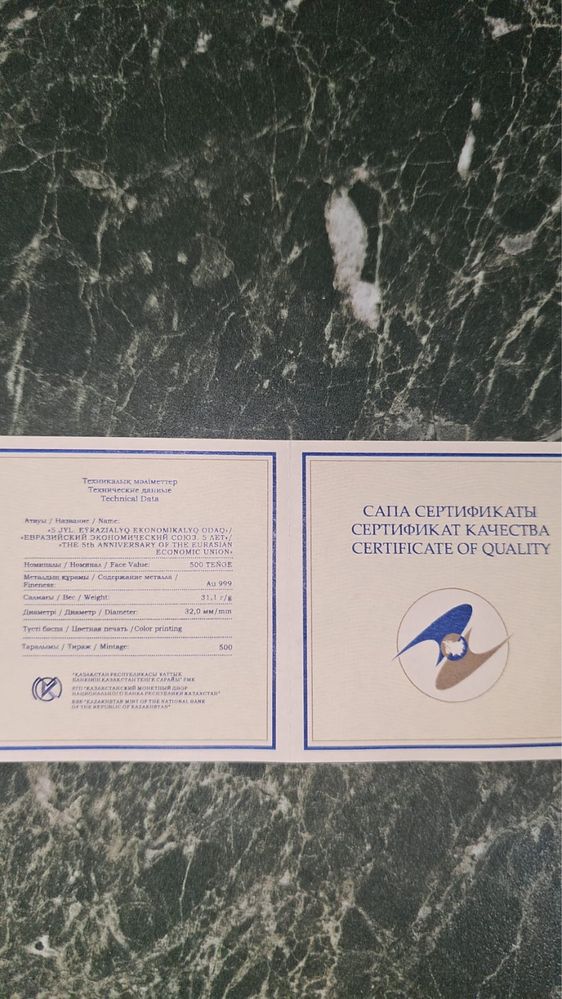 Техникалық мәліметтер
Технические данные
Technical Data
Атауы / Название / Name:
«5 JYL. EÝRAZIALYQ EKONOMIKALYQ ODAQ»/
«ЕВРАЗИЙСКИЙ ЭКОНОМИЧЕСКИЙ СОЮЗ. 5 ЛЕТ»/
«THE 5th ANNIVERSARY OF THE EURASIAN
ECONOMIC UNION»
Номиналы / Номинал / Face Value: 500 TEŃGE
Металдың құрамы / Содержание металла /
Fineness: Au 999
Салмағы / Вес / Weight: 31,1 г/g
Диаметрі / Диаметр / Diameter: 32,0 мм/mm
Түсті баспа / Цветная печать /Color printing
Таралымы / Тираж / Mintage: 500
"ҚАЗАҚСТАН РЕСПУБЛИКАСЫ ҰЛТТЫҚ
БАНКІНІҢ ҚАЗАҚСТАН ТЕҢГЕ САРАЙЫ" РМК
РГП "КАЗАХСТАНСКИЙ МОНЕТНЫЙ ДВОР
НАЦИОНАЛЬНОГО БАНКА РЕСПУБЛИКИ КАЗАХСТАН"
RSE "KAZAKHSTAN MINT OF THE NATIONAL BANK
OF THE REPUBLIC OF KAZAKHSTAN"
САПА СЕРТИФИКАТЫ
СЕРТИФИКАТ КАЧЕСТВА
CERTIFICATE OF QUALITY